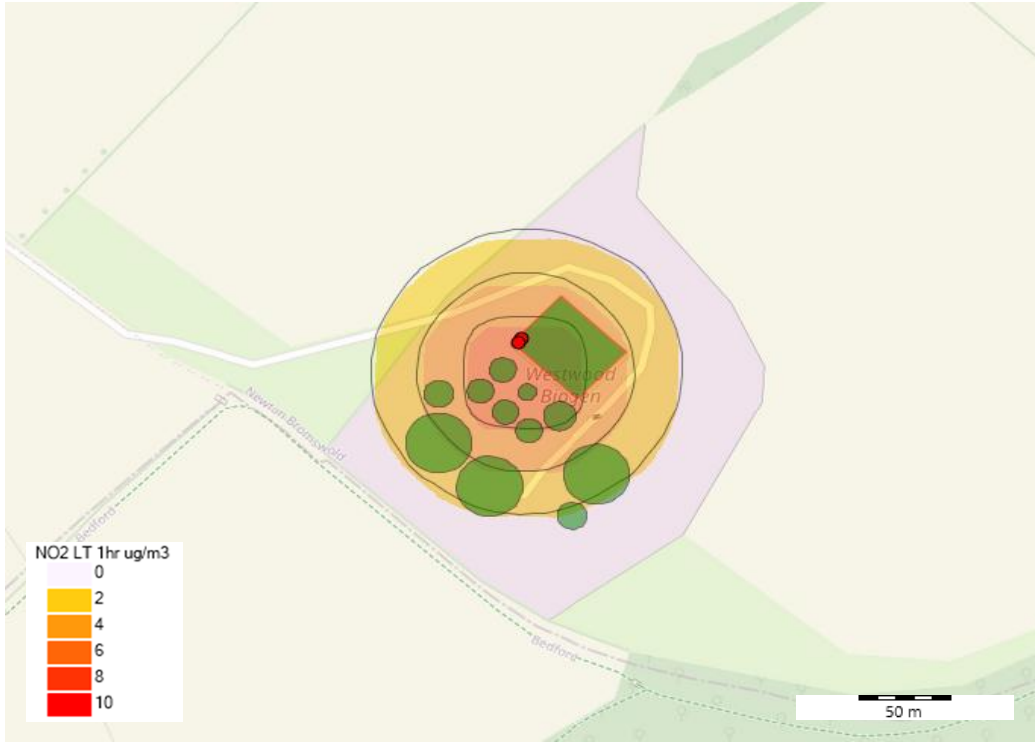 Westwood
Biogen
Newton Bromswold
Bedford
Bedford
NO2 LT 1hr ug/m3
0
2
4
6
8
10
50 m